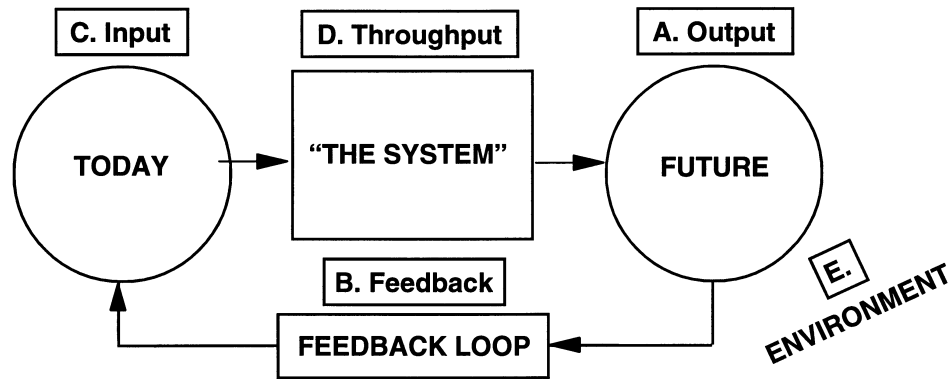 C. Input
D. Throughput
A. Output
TODAY
“THE SYSTEM”
FUTURE
B. Feedback
FEEDBACK LOOP
E.
ENVIRONMENT